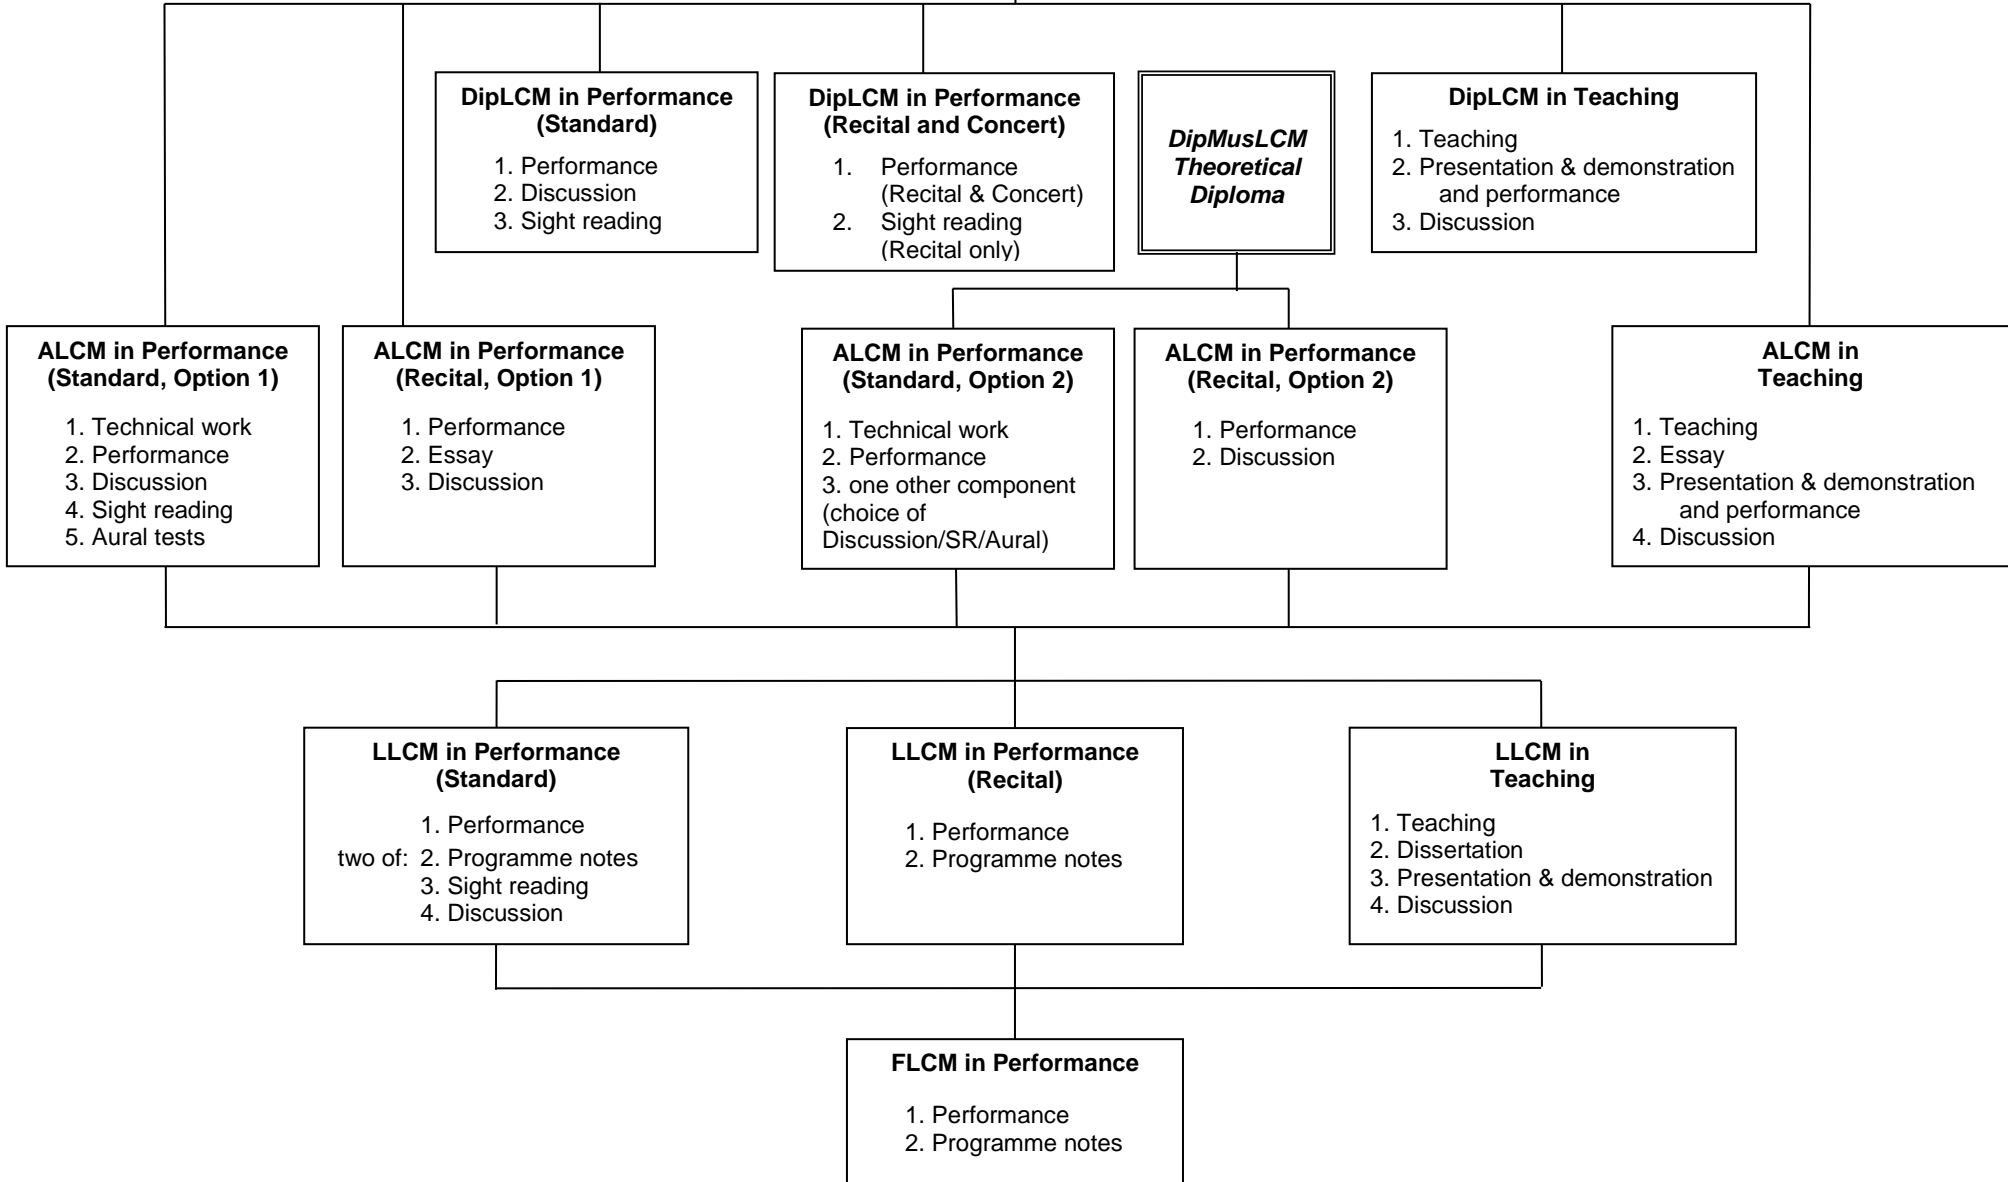 DipLCM in Performance
(Standard)
1. Performance
2. Discussion
3. Sight reading
DipLCM in Performance
(Recital and Concert)
1. Performance
(Recital & Concert)
2. Sight reading
(Recital only)
DipMusLCM
Theoretical
Diploma
DipLCM in Teaching
1. Teaching
2. Presentation & demonstration
and performance
3. Discussion
ALCM in Performance
(Standard, Option 1)
1. Technical work
2. Performance
3. Discussion
4. Sight reading
5. Aural tests
ALCM in Performance
(Recital, Option 1)
1. Performance
2. Essay
3. Discussion
ALCM in Performance
(Standard, Option 2)
1. Technical work
2. Performance
3. one other component
(choice of
Discussion/SR/Aural)
ALCM in Performance
(Recital, Option 2)
1. Performance
2. Discussion
ALCM in
Teaching
1. Teaching
2. Essay
3. Presentation & demonstration
and performance
4. Discussion
LLCM in Performance
(Standard)
1. Performance
two of: 2. Programme notes
3. Sight reading
4. Discussion
LLCM in Performance
(Recital)
1. Performance
2. Programme notes
LLCM in
Teaching
1. Teaching
2. Dissertation
3. Presentation & demonstration
4. Discussion
FLCM in Performance
1. Performance
2. Programme notes